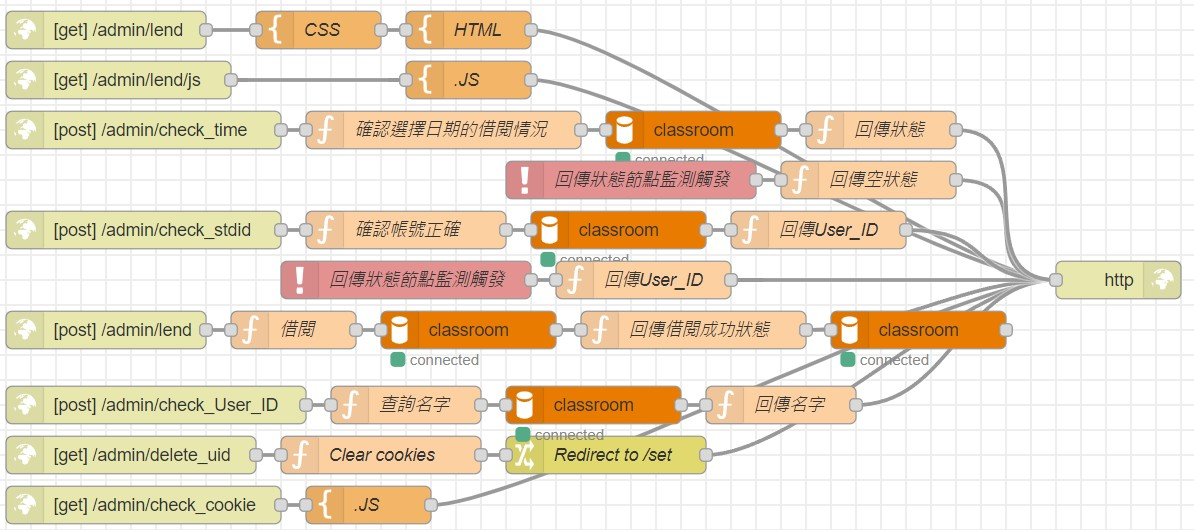 [get] /admin/lend CSS HTML
[get] /admin/lend/js .JS
[post] /admin/check_time 確認選擇日期的借閱情況 classroom 回傳狀態
connected
回傳狀態節點監測觸發 回傳空狀態
[post] /admin/check_stdid 確認帳號正確 classroom 回傳User_ID
connected
回傳狀態節點監測觸發 回傳User_ID http
[post] /admin/lend 借閱 classroom 回傳借閱成功狀態 classroom
connected connected
[post] /admin/check_User_ID 查詢名字 classroom 回傳名字
connected
[get] /admin/delete_uid Clear cookies Redirect to /set
[get] /admin/check_cookie .JS